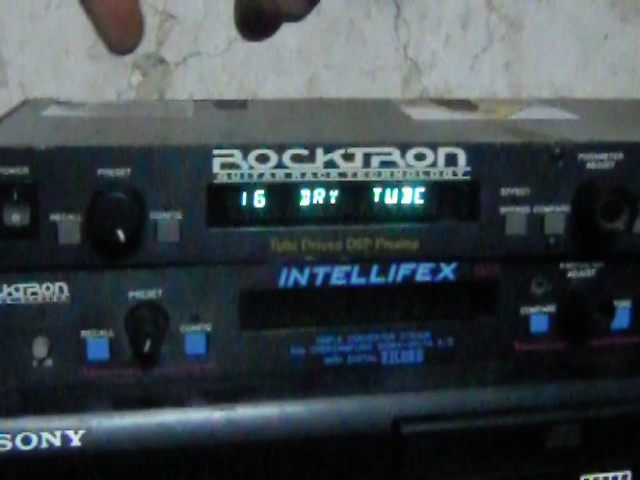 ROCKTRON
GUITAR RACK TECHNOLOGY
POWER
PRESET
PARAMETER
ADJUST
16 DRY TUBE
EFFECT
RECALL
CONFIG
BYPASS COMPARE
Tube Driven DSP Preamp
INTELLIFEX
PRESET
ADJUST
RECALL
CONFIG
COMPARE
SONY